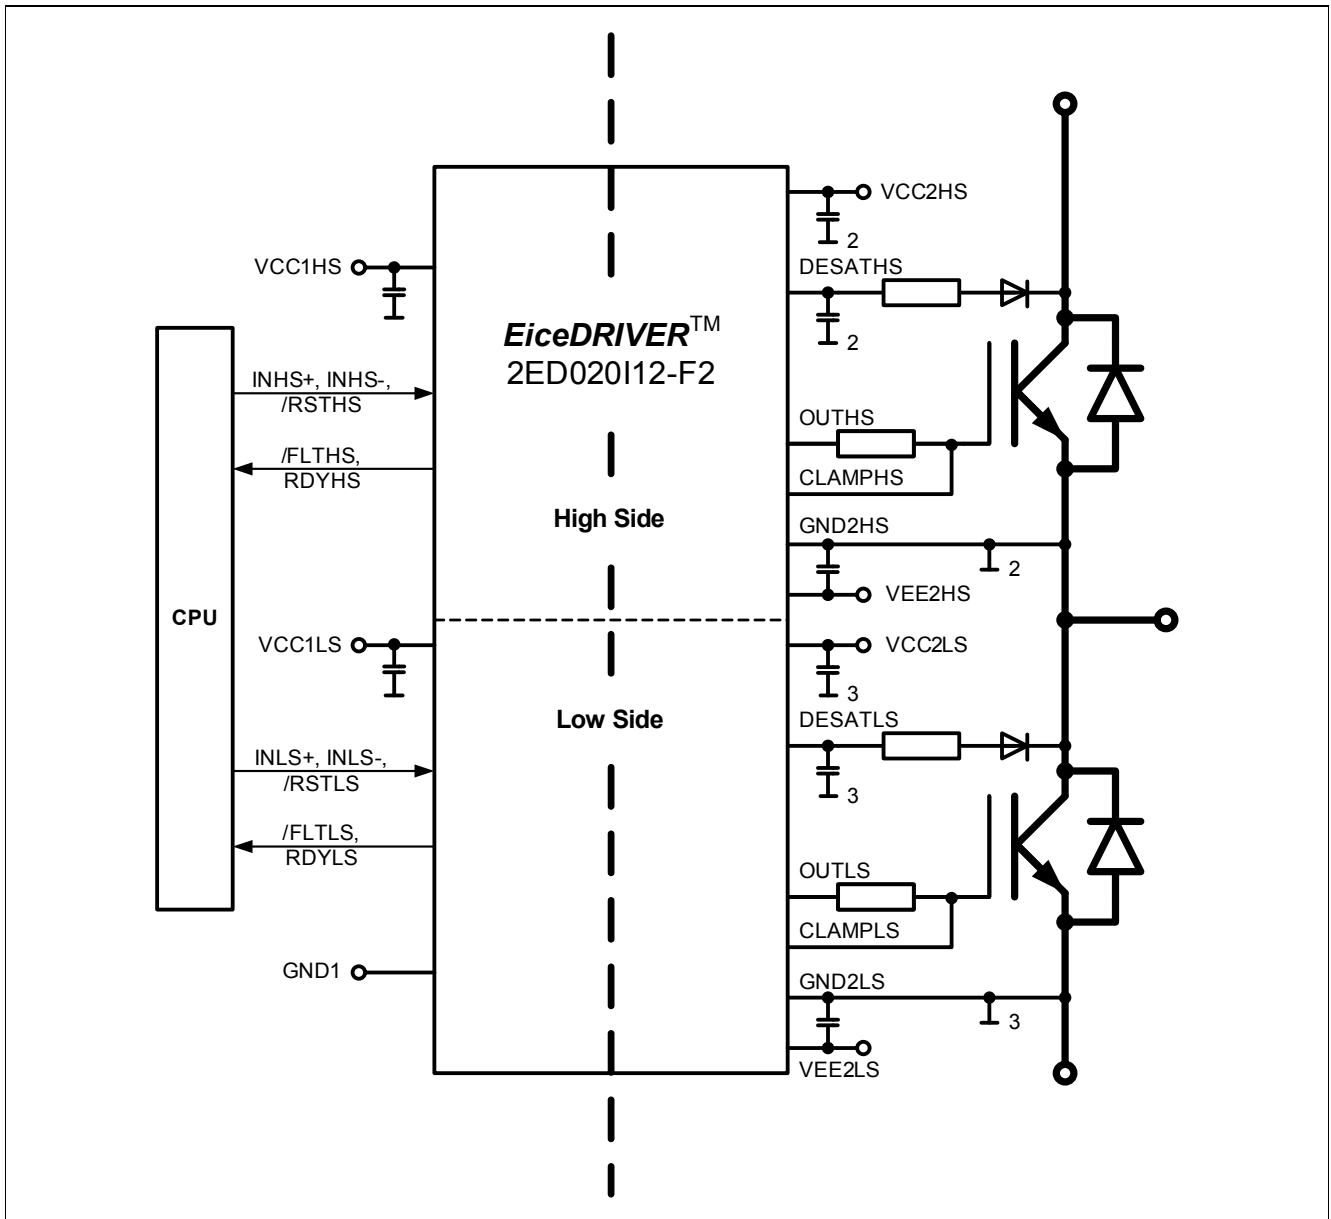 VCC2HS
2
VCC1HS
DESATHS
2
EiceDRIVER™
2ED020I12-F2
INHS+, INHS-,
/RSTHS
OUTHS
/FLTHS,
RDYHS
CLAMPHS
High Side
GND2HS
2
VEE2HS
CPU
VCC1LS
VCC2LS
3
Low Side
DESATLS
3
INLS+, INLS-,
/RSTLS
/FLTLS,
RDYLS
OUTLS
CLAMPLS
GND1
GND2LS
3
VEE2LS